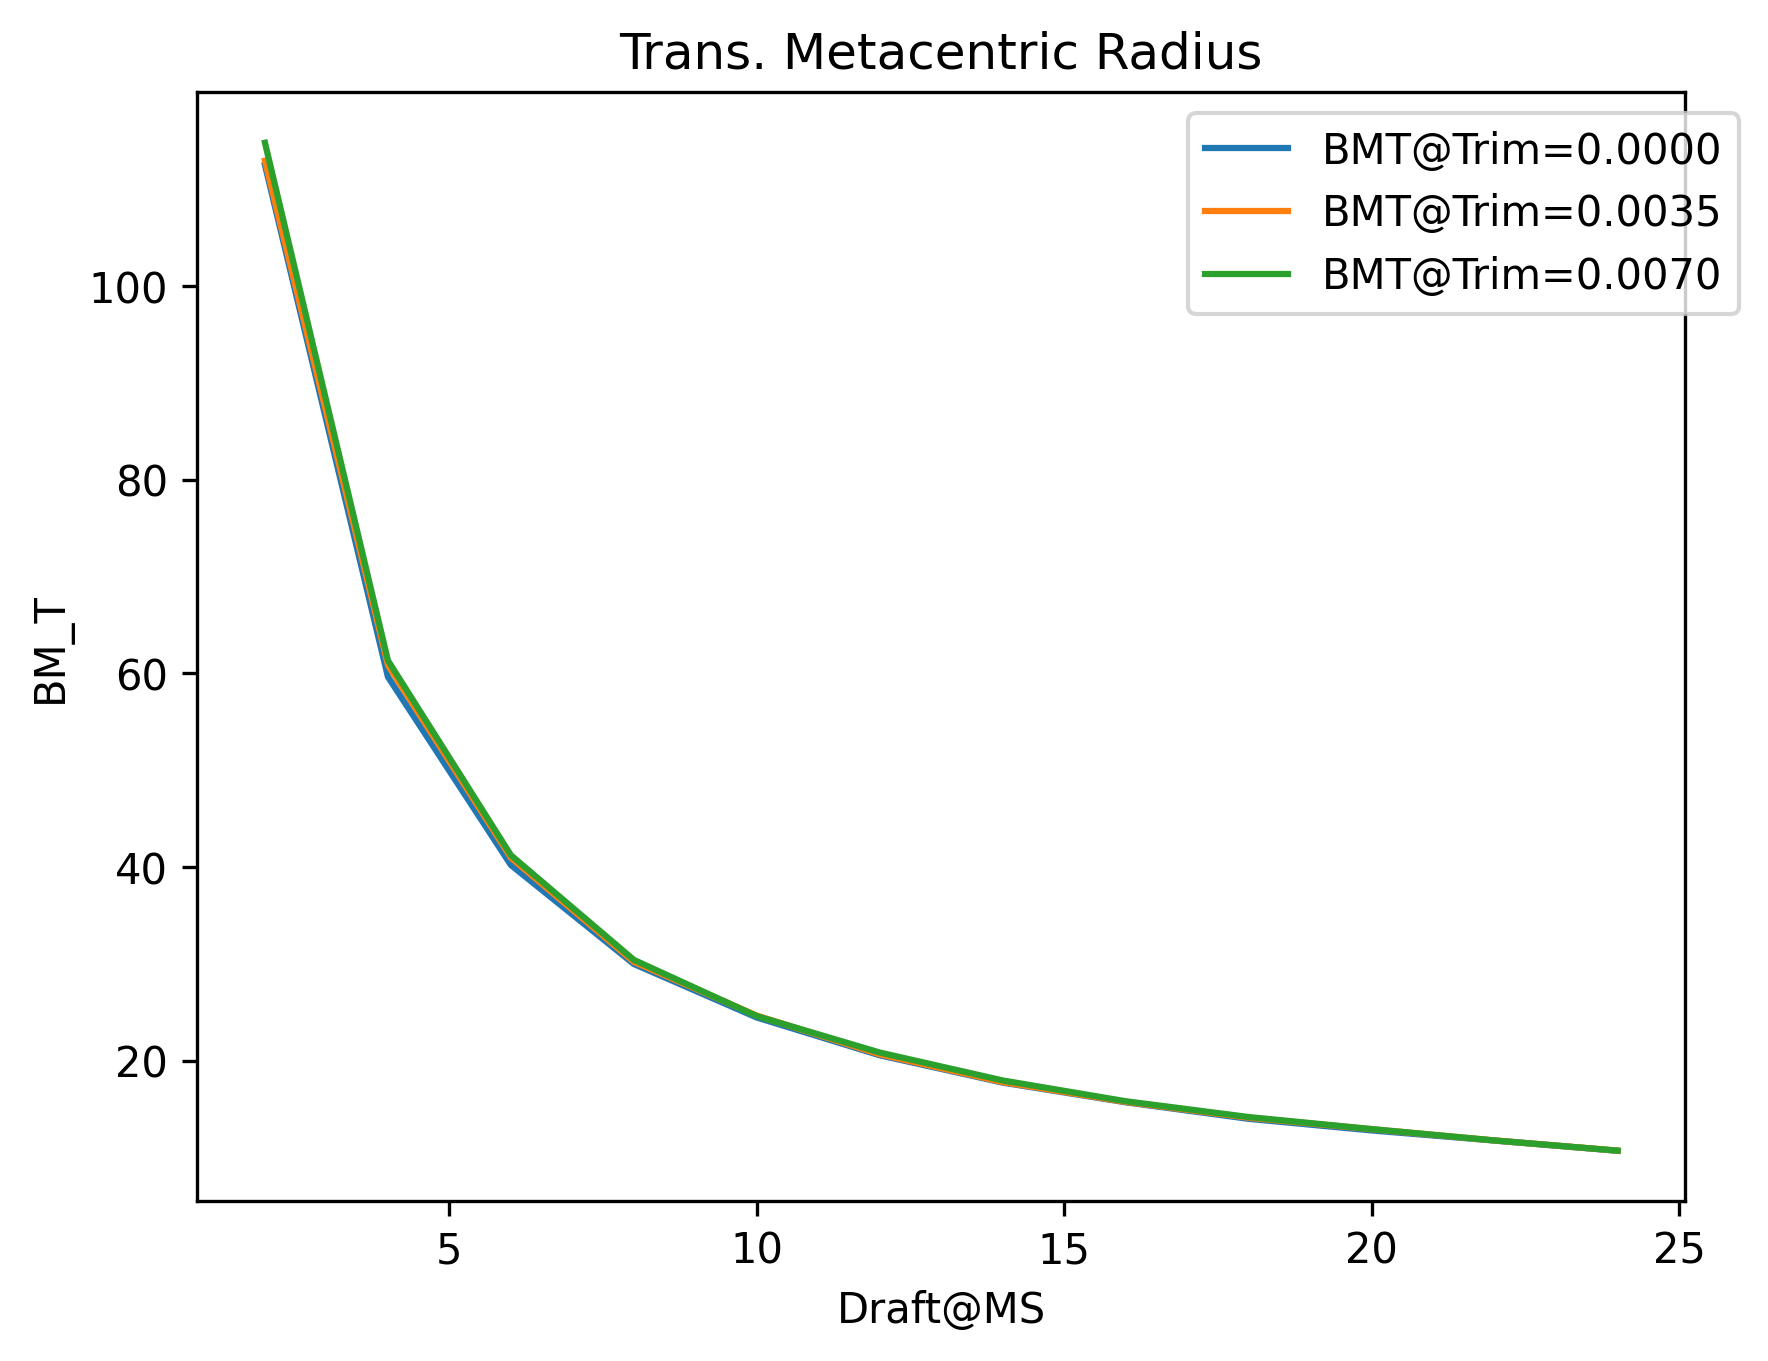 Trans. Metacentric Radius
BMT@Trim=0.0000
BMT@Trim=0.0035
BMT@Trim=0.0070
100
80
60
40
20
BM_T
5 10 15 20 25
Draft@MS